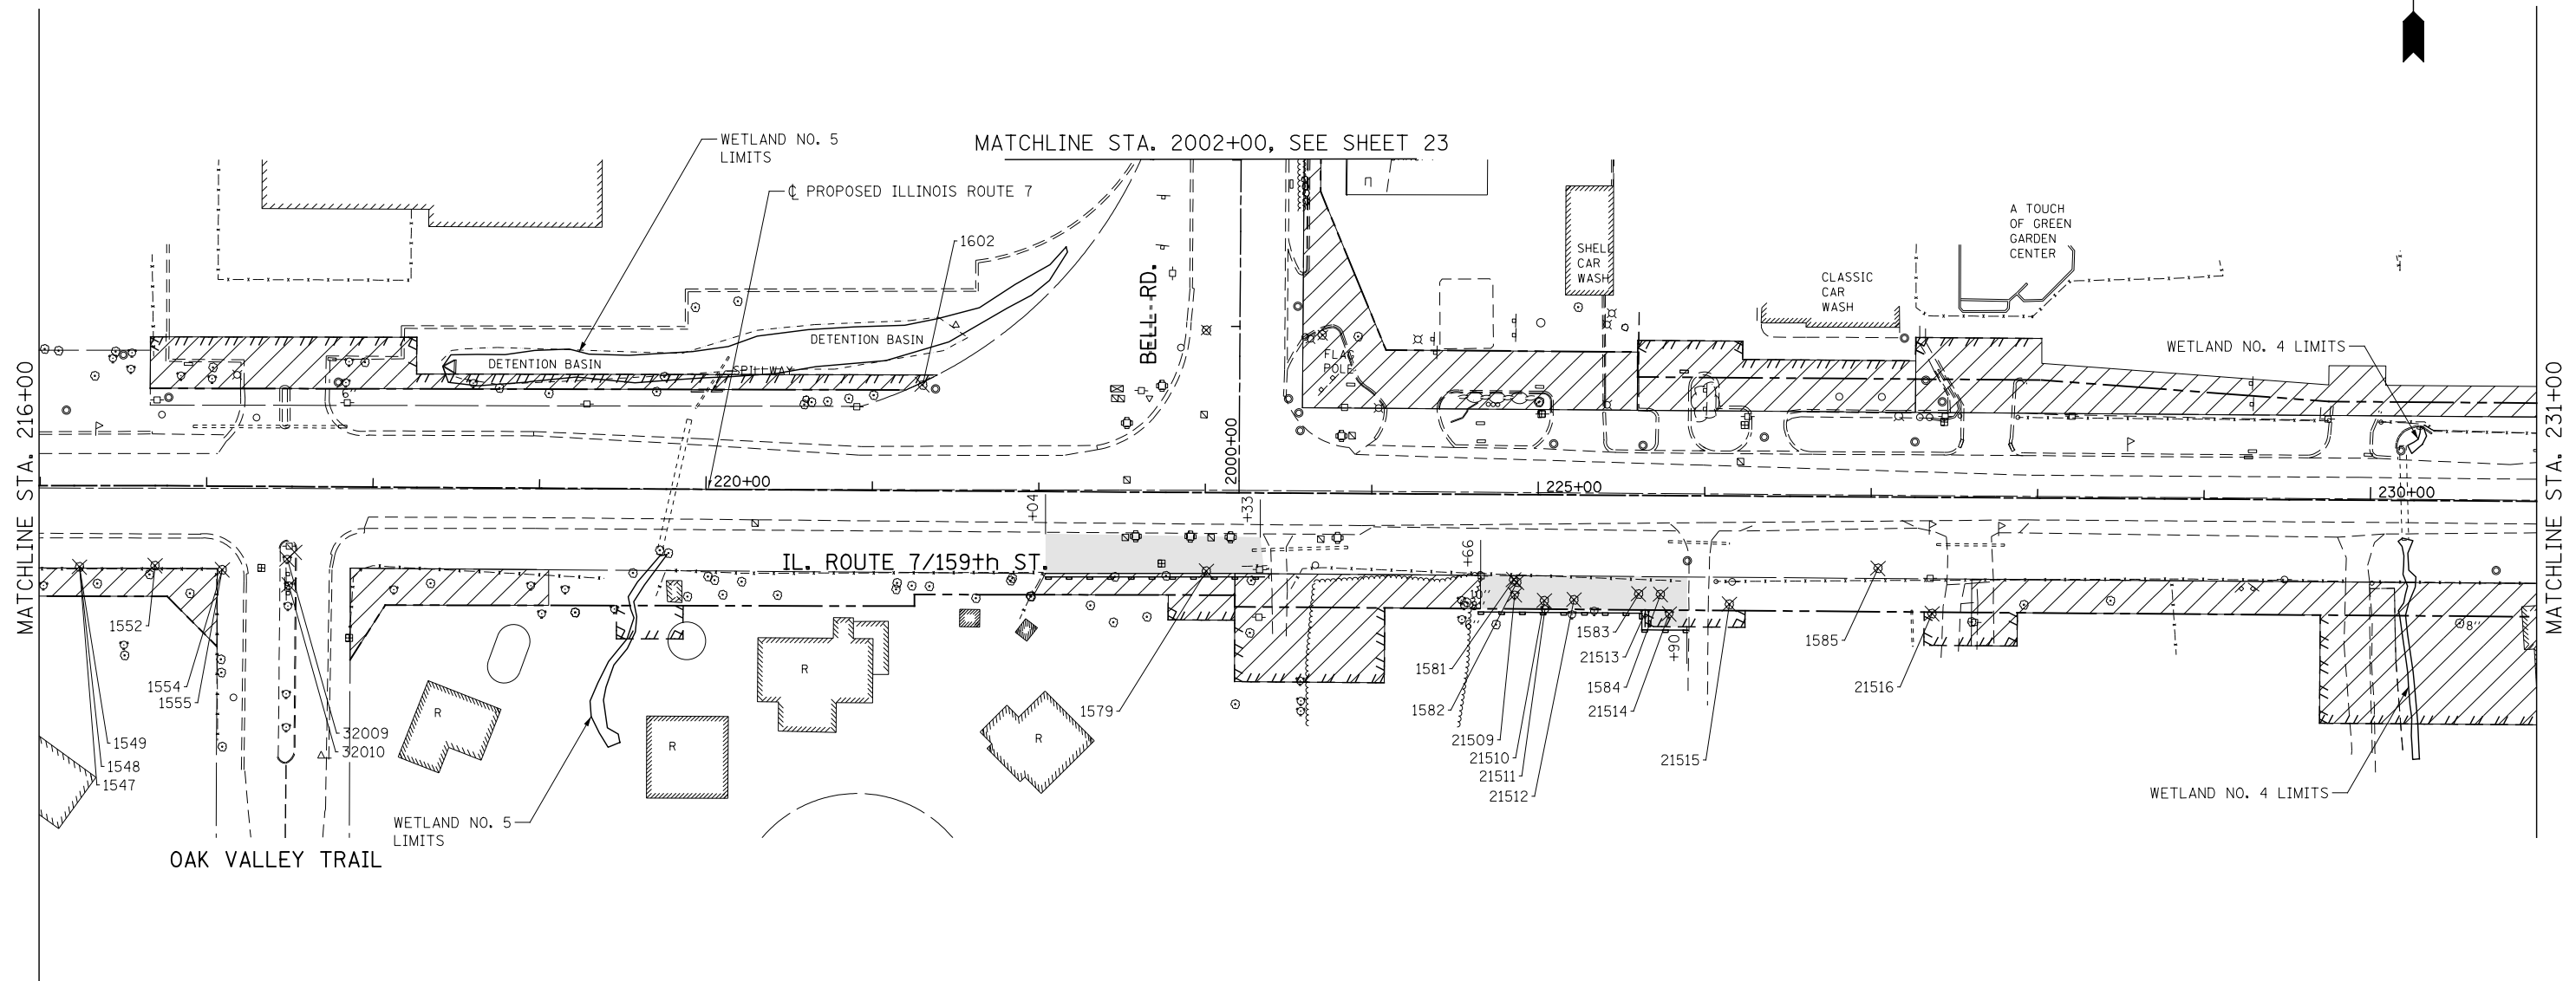 MATCHLINE STA. 2002+00, SEE SHEET 23
WETLAND NO. 5
LIMITS
℄ PROPOSED ILLINOIS ROUTE 7
1602
BELL RD.
DETENTION BASIN
DETENTION BASIN
SPILLWAY
FLAG
POLE
SHELL
CAR
WASH
CLASSIC
CAR
WASH
A TOUCH
OF GREEN
GARDEN
CENTER
WETLAND NO. 4 LIMITS
MATCHLINE STA. 216+00
MATCHLINE STA. 231+00
220+00
2000+00
225+00
230+00
+04
+33
+66
+90
IL. ROUTE 7/159th ST.
10"
6"
8"
1552
1554
1555
1549
1548
1547
32009
32010
R
R
R
R
1579
1581
1582
21509
21510
21511
21512
1583
21513
1584
21514
21515
1585
21516
WETLAND NO. 5
LIMITS
WETLAND NO. 4 LIMITS
OAK VALLEY TRAIL